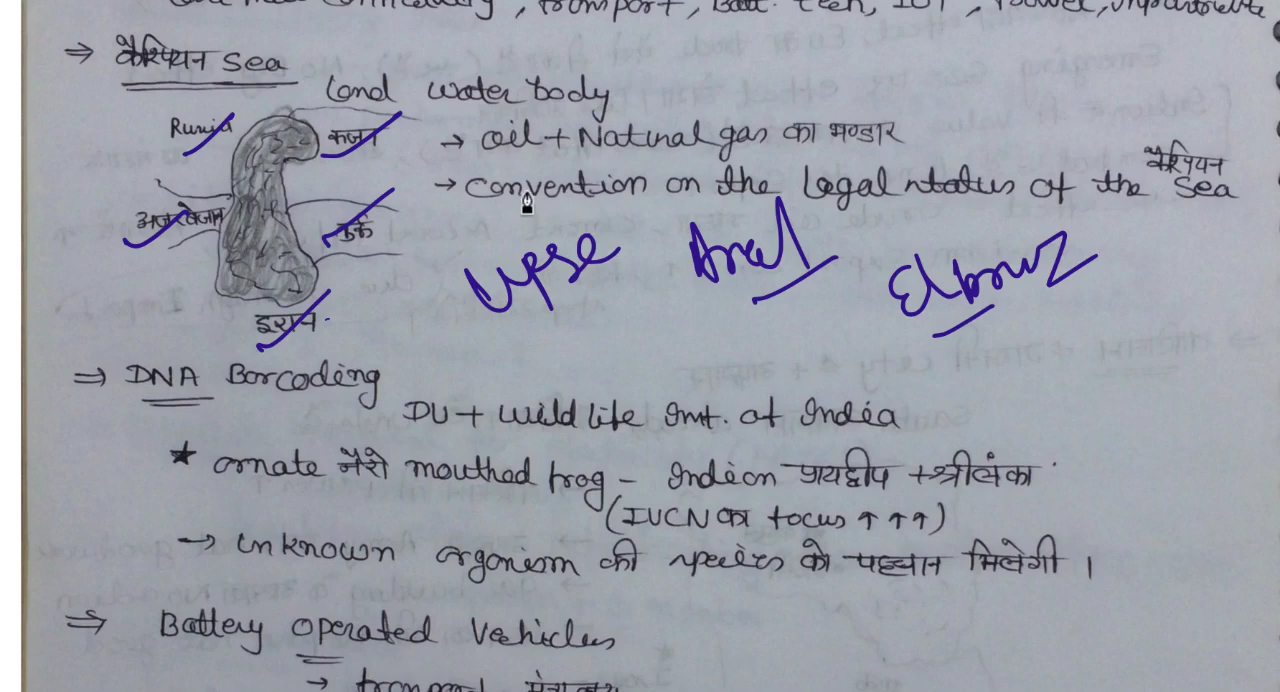 ⇒ कैस्पियन Sea
Land water body
Russia
कजा
→ oil + Natural gas का भण्डार
→ convention on the legal status of the कैस्पियन Sea
अजरबेजान
तुर्क
Upsc Aral Elbruz
इरान.
⇒ DNA Barcoding
DU + wild life Inst. of India
★ ornate नैरो mouthed frog - Indian प्रायद्वीप + श्रीलंका
(IUCN का focus ↑ ↑↑)
→ unknown organism की species को पहचान मिलेगी ।
⇒ Battery operated Vehicles